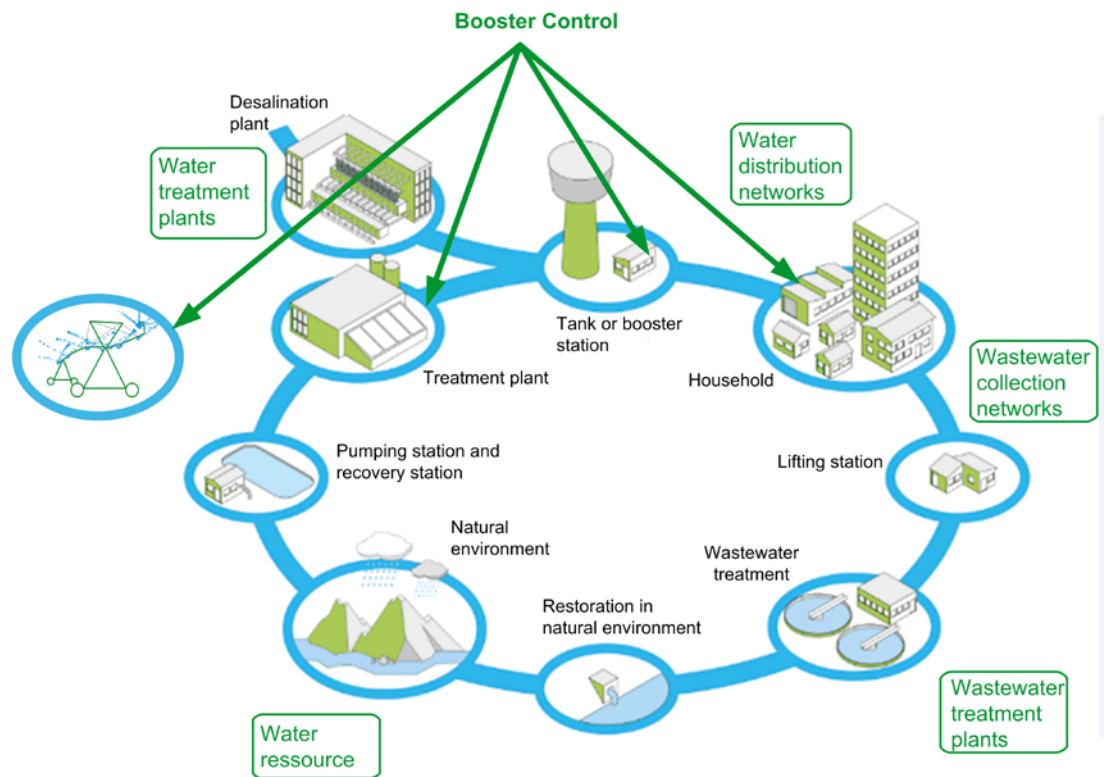 Booster Control
Desalination
plant
Water
treatment
plants
Water
distribution
networks
Tank or booster
station
Treatment plant
Household
Wastewater
collection
networks
Pumping station and
recovery station
Lifting station
Natural
environment
Wastewater
treatment
Restoration in
natural environment
Wastewater
treatment
plants
Water
ressource